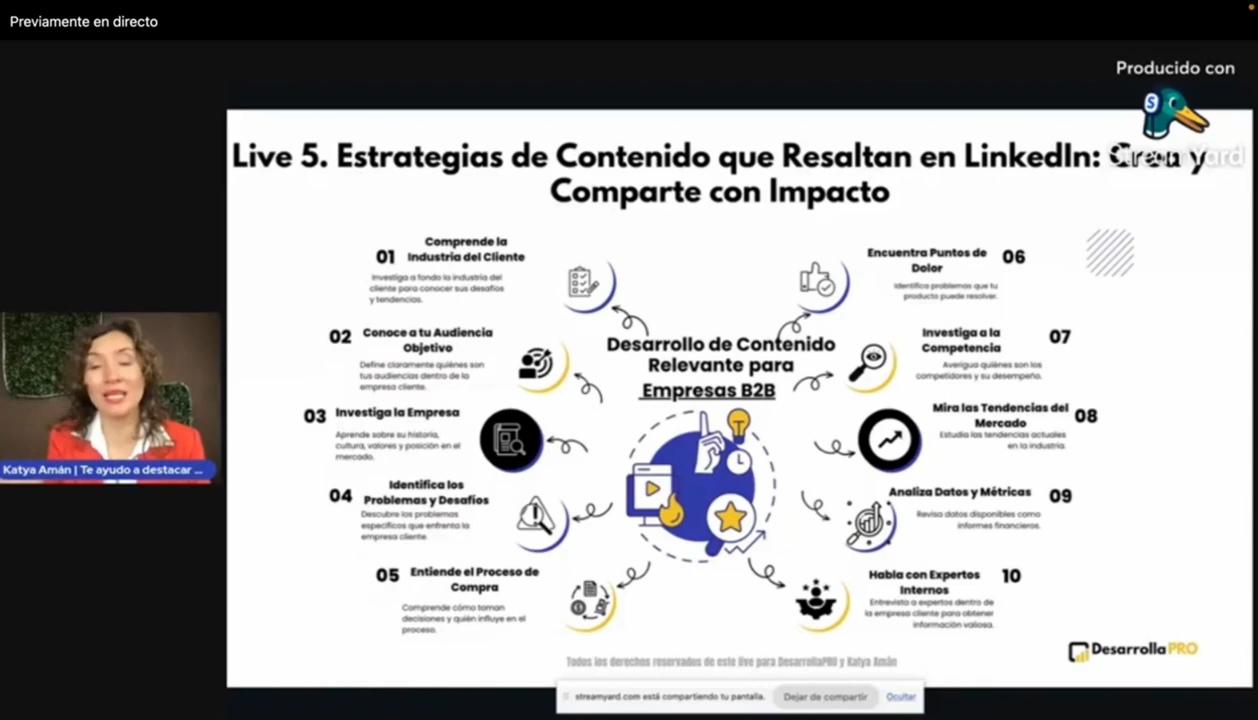 Previamente en directo
Producido con
StreamYard
Live 5. Estrategias de Contenido que Resaltan en LinkedIn: Crea y
Comparte con Impacto
01
Comprende la
Industria del Cliente
Investiga a fondo la industria del
cliente para conocer sus desafíos
y tendencias.
02
Conoce a tu Audiencia
Objetivo
Define claramente quiénes son
tus audiencias dentro de la
empresa cliente.
03
Investiga la Empresa
Aprende sobre su historia,
cultura, valores y posición en el
mercado.
04
Identifica los
Problemas y Desafíos
Descubre los problemas
específicos que enfrenta la
empresa cliente.
05
Entiende el Proceso de
Compra
Comprende cómo toman
decisiones y quién influye en el
proceso.
Desarrollo de Contenido
Relevante para
Empresas B2B
Encuentra Puntos de
Dolor
06
Identifica problemas que tu
producto puede resolver.
Investiga a la
Competencia
07
Averigua quiénes son los
competidores y su desempeño.
Mira las Tendencias del
Mercado
08
Estudia las tendencias actuales
en la industria.
Analiza Datos y Métricas
09
Revisa datos disponibles como
informes financieros.
Habla con Expertos
Internos
10
Entrevista a expertos dentro de
la empresa cliente para obtener
información valiosa.
Katya Amán | Te ayudo a destacar ...
Todos los derechos reservados de este live para DesarrollaPRO y Katya Amán
DesarrollaPRO
streamyard.com está compartiendo tu pantalla.
Dejar de compartir
Ocultar